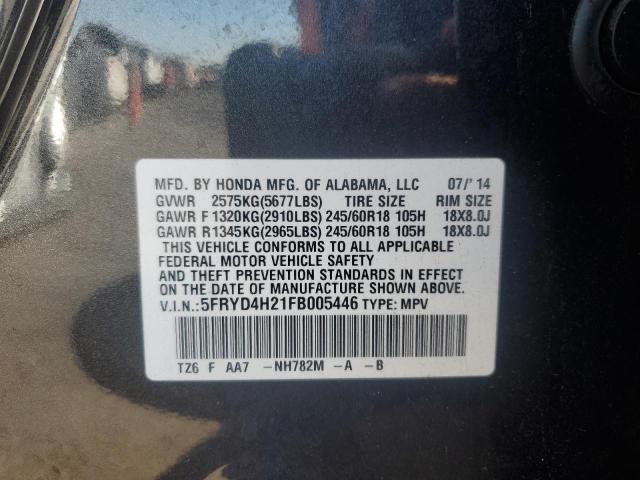 MFD. BY HONDA MFG. OF ALABAMA, LLC 07/'14
GVWR 2575KG(5677LBS) TIRE SIZE RIM SIZE
GAWR F 1320KG(2910LBS) 245/60R18 105H 18X8.0J
GAWR R 1345KG(2965LBS) 245/60R18 105H 18X8.0J
THIS VEHICLE CONFORMS TO ALL APPLICABLE
FEDERAL MOTOR VEHICLE SAFETY
AND THEFT PREVENTION STANDARDS IN EFFECT
ON THE DATE OF MANUFACTURE SHOWN ABOVE.
V.I.N.:5FRYD4H21FB005446 TYPE: MPV
TZ6 F AA7 -NH782M -A -B